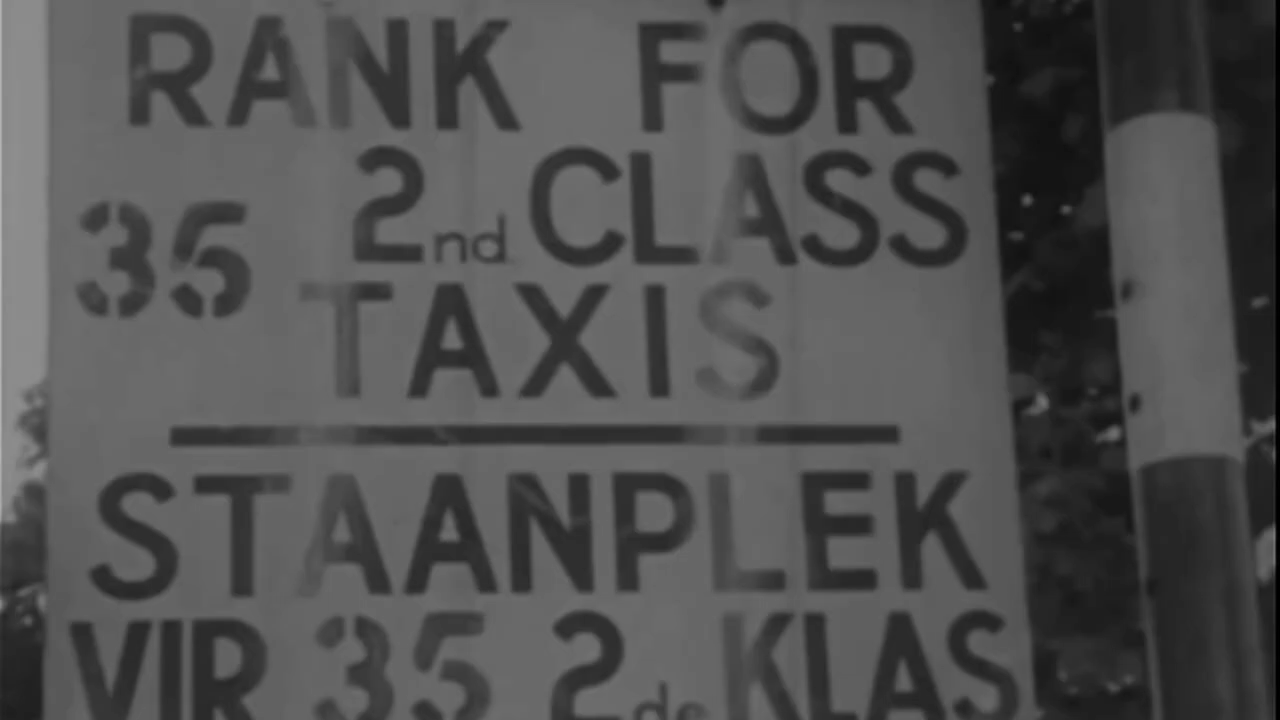 RANK FOR
35 2nd CLASS
TAXIS
STAANPLEK
VIR 35 2de KLAS